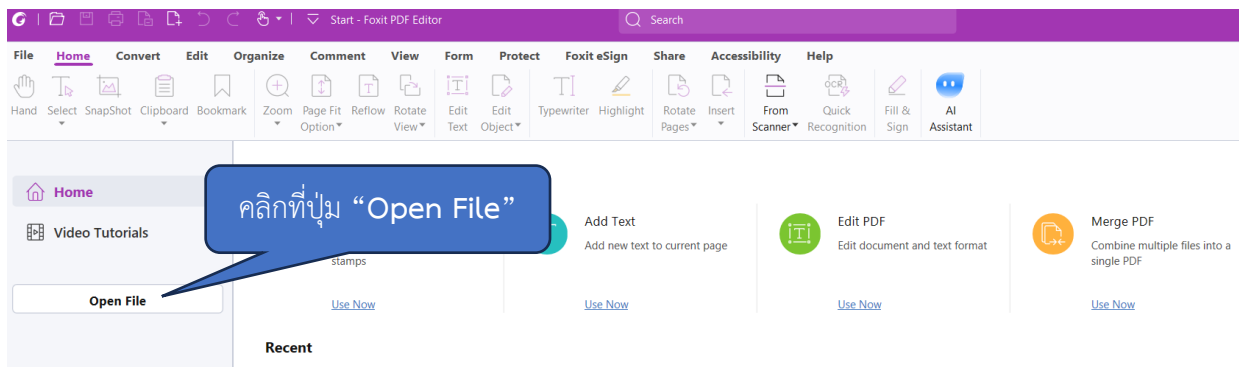 Start - Foxit PDF Editor
Search
File Home Convert Edit Organize Comment View Form Protect Foxit eSign Share Accessibility Help
Hand Select SnapShot Clipboard Bookmark Zoom Page Fit Option Reflow Rotate View Edit Text Edit Object Typewriter Highlight Rotate Pages Insert From Scanner Quick Recognition Fill & Sign AI Assistant
Home
Video Tutorials
Open File
คลิกที่ปุ่ม “Open File”
stamps
Use Now
Add Text
Add new text to current page
Use Now
Edit PDF
Edit document and text format
Use Now
Merge PDF
Combine multiple files into a
single PDF
Use Now
Recent